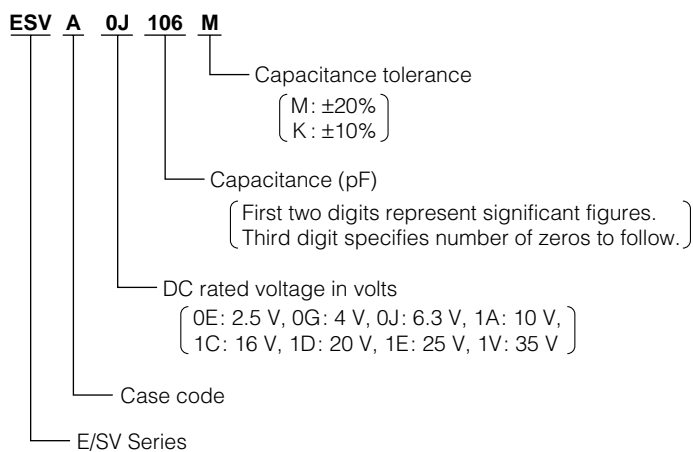 ESV A 0J 106 M
Capacitance tolerance
M: ±20%
K: ±10%
Capacitance (pF)
First two digits represent significant figures.
Third digit specifies number of zeros to follow.
DC rated voltage in volts
0E: 2.5 V, 0G: 4 V, 0J: 6.3 V, 1A: 10 V,
1C: 16 V, 1D: 20 V, 1E: 25 V, 1V: 35 V
Case code
E/SV Series